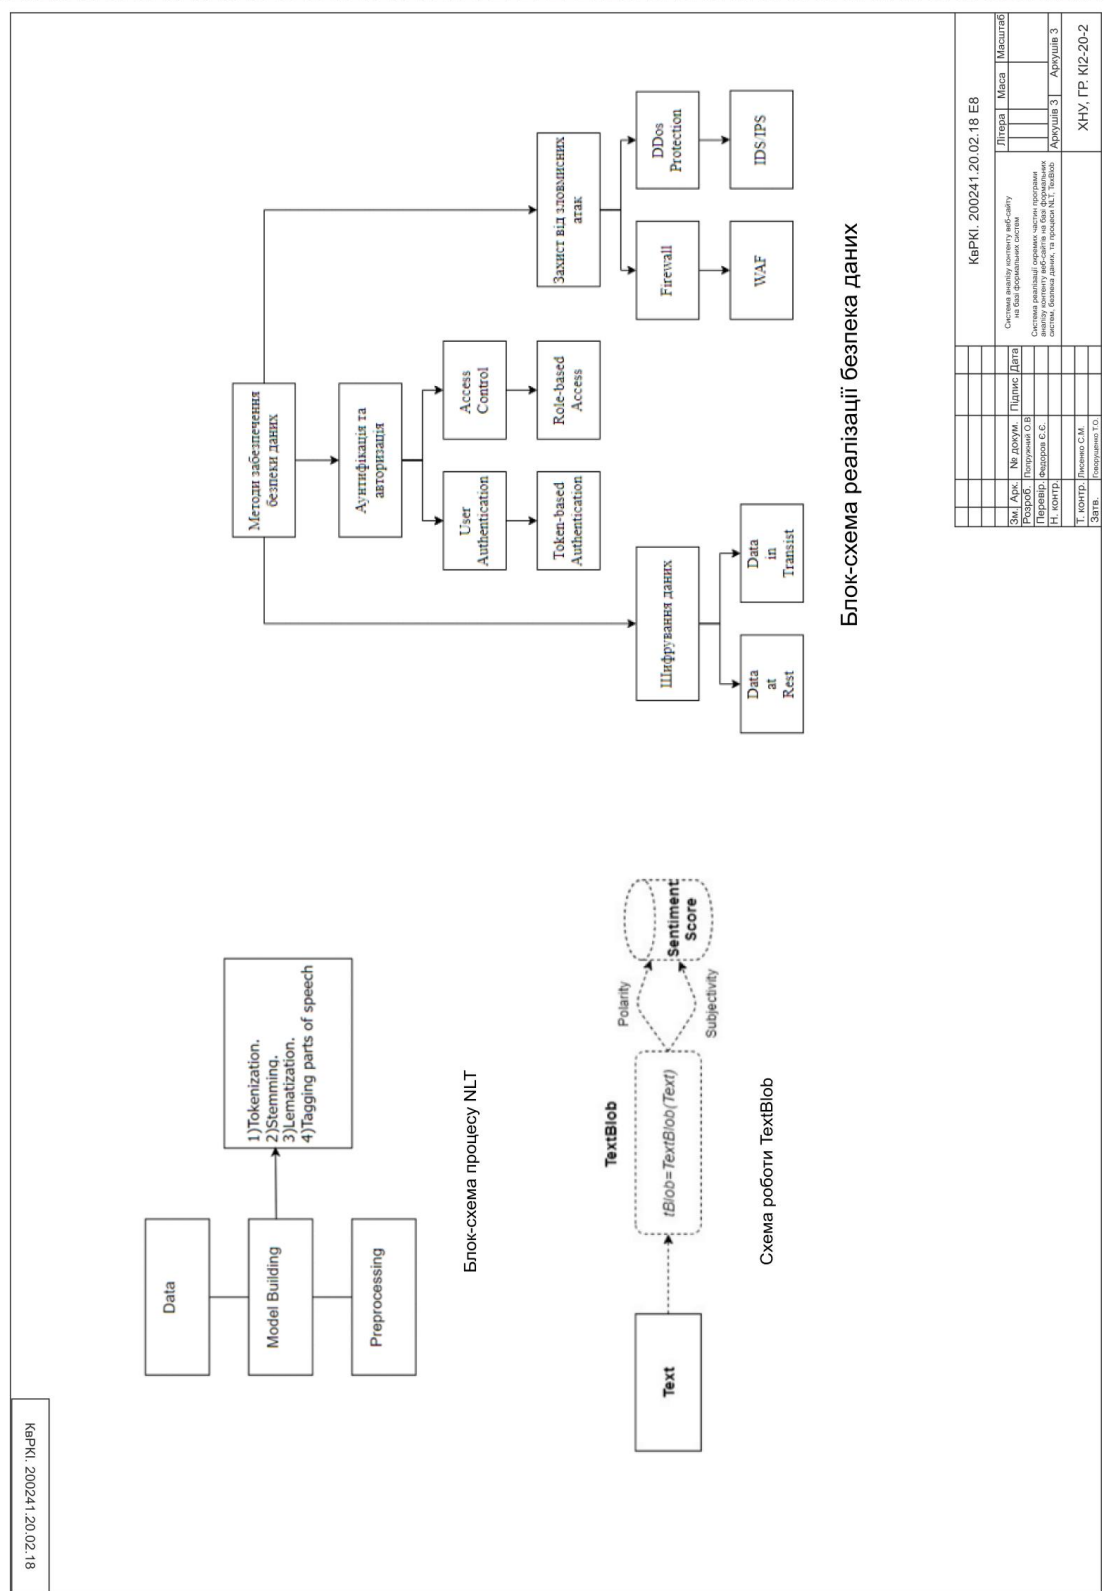 КвРКІ. 200241.20.02.18
Data
Model Building
Preprocessing
1)Tokenization.
2)Stemming.
3)Lematization.
4)Tagging parts of speech
Блок-схема процесу NLT
Text
TextBlob
tBlob=TextBlob(Text)
Polarity
Subjectivity
Sentiment
Score
Схема роботи TextBlob
Методи забезпечення
безпеки даних
Аунтифікація та
авторизація
User
Authentication
Access
Control
Token-based
Authentication
Role-based
Access
Шифрування даних
Data
at
Rest
Data
in
Transist
Захист від зловмисних
атак
Firewall
DDos
Protection
WAF
IDS/IPS
Блок-схема реалізації безпека даних
КвРКІ. 200241.20.02.18 Е8
Зм. Арк. № докум. Підпис Дата
Розроб. Попружний О.В
Перевір. Федоров Є.Є.
Н. контр.
Т. контр. Лисенко С.М.
Затв. Говорущенко Т.О.
Система аналізу контенту веб-сайту
на базі формальних систем
Система реалізації окремих частин програми
аналізу контенту веб-сайтів на базі формальних
систем, безпека даних, та процеси NLT, TexBlob
Літера Маса Масштаб
Аркушів 3 Аркушів 3
ХНУ, ГР. КІ2-20-2